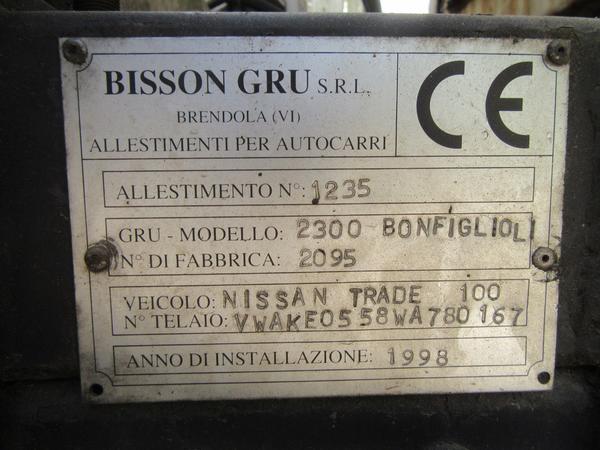 BISSON GRU S.R.L.
BRENDOLA (VI)
ALLESTIMENTI PER AUTOCARRI
CE
ALLESTIMENTO N°: 1235
GRU - MODELLO: 2300 BONFIGLIOLI
N° DI FABBRICA: 2095
VEICOLO: NISSAN TRADE 100
N° TELAIO: VWAKE0558WA780167
ANNO DI INSTALLAZIONE: 1998